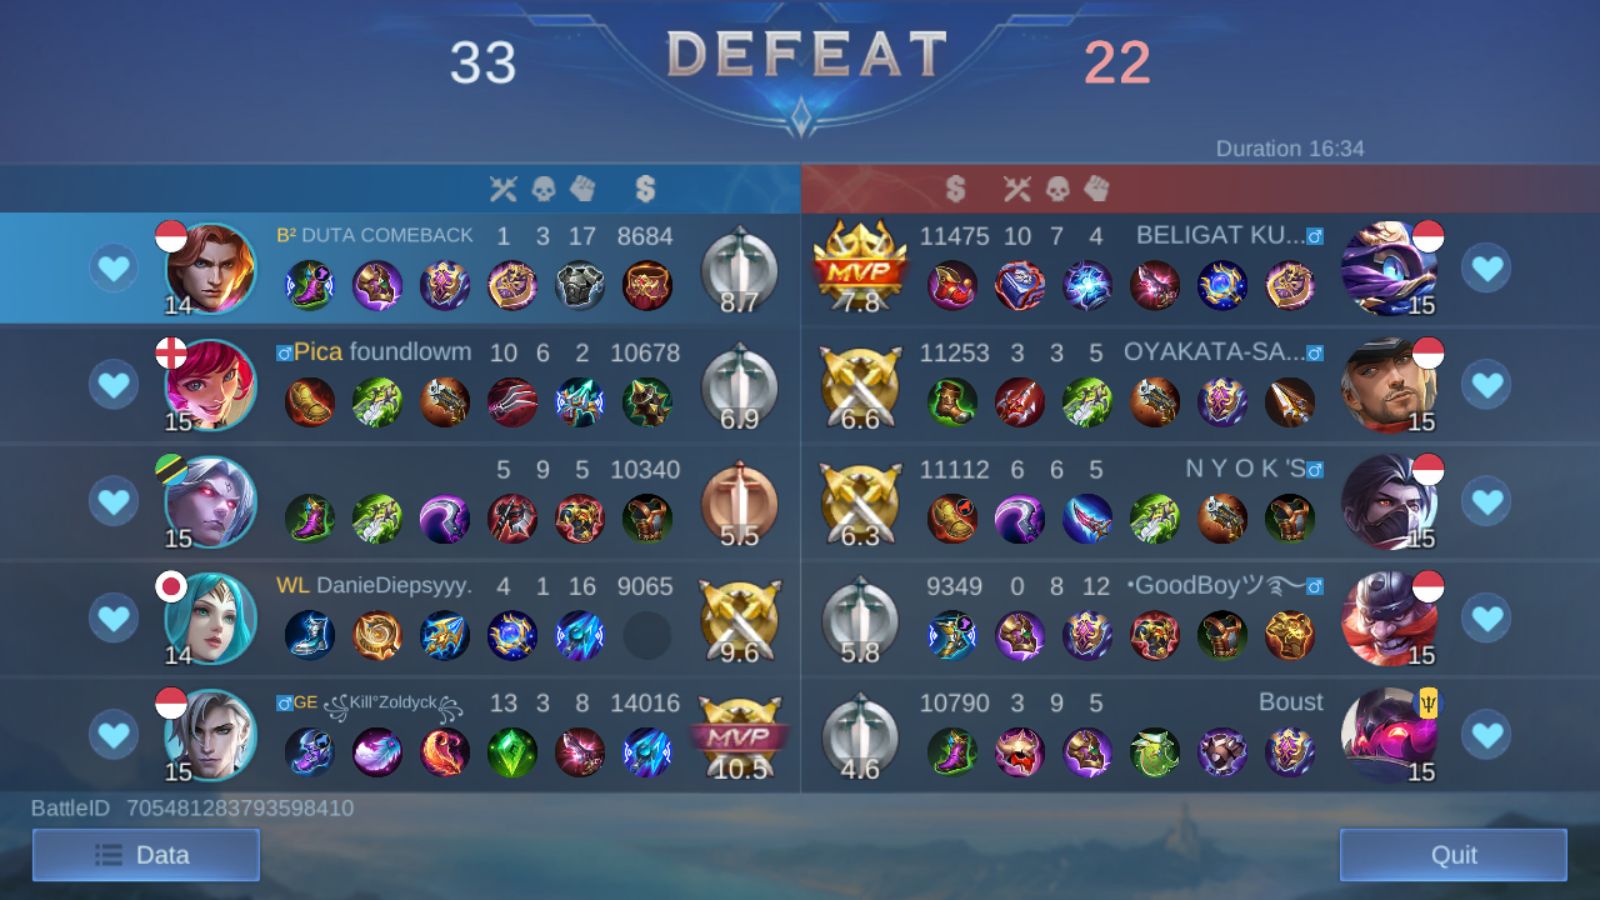 33 DEFEAT 22
Duration 16:34
B² DUTA COMEBACK 1 3 17 8684
14 8.7
MVP 11475 10 7 4 BELIGAT KU...
7.8 15
Pica foundlowm 10 6 2 10678
15 6.9
11253 3 3 5 OYAKATA-SA...
6.6 15
5 9 5 10340
15 5.5
11112 6 6 5 N Y O K 'S
6.3 15
WL DanieDiepsyyy. 4 1 16 9065
14 9.6
9349 0 8 12 •GoodBoyツ
5.8 15
GE Kill°Zoldyck 13 3 8 14016
15 MVP 10.5
10790 3 9 5 Boust
4.6 15
BattleID 705481283793598410
Data
Quit